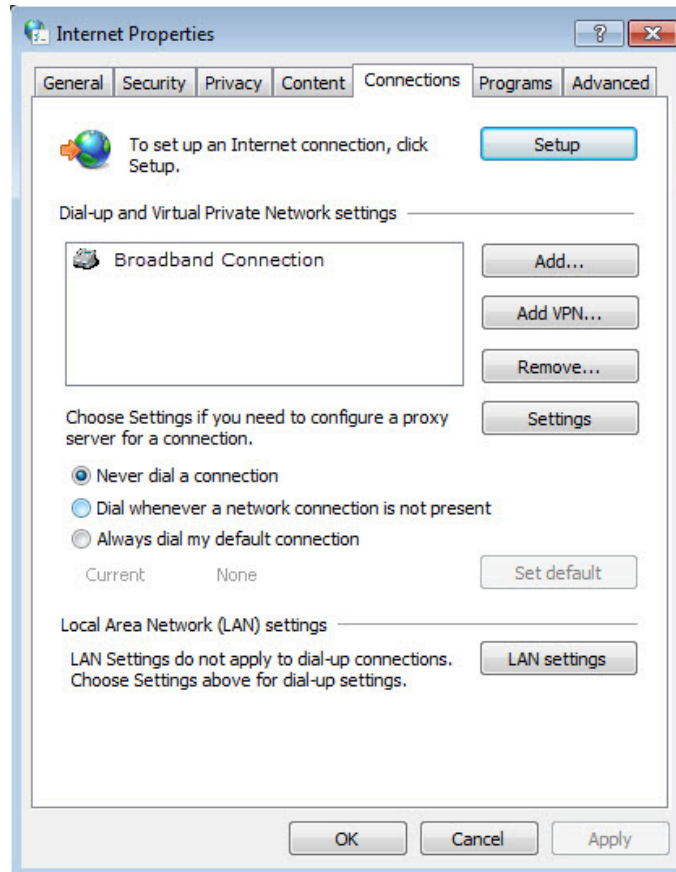 Internet Properties
?
General Security Privacy Content Connections Programs Advanced
To set up an Internet connection, click
Setup.
Setup
Dial-up and Virtual Private Network settings
Broadband Connection
Add...
Add VPN...
Remove...
Choose Settings if you need to configure a proxy
server for a connection.
Settings
Never dial a connection
Dial whenever a network connection is not present
Always dial my default connection
Current None
Set default
Local Area Network (LAN) settings
LAN Settings do not apply to dial-up connections.
Choose Settings above for dial-up settings.
LAN settings
OK Cancel Apply